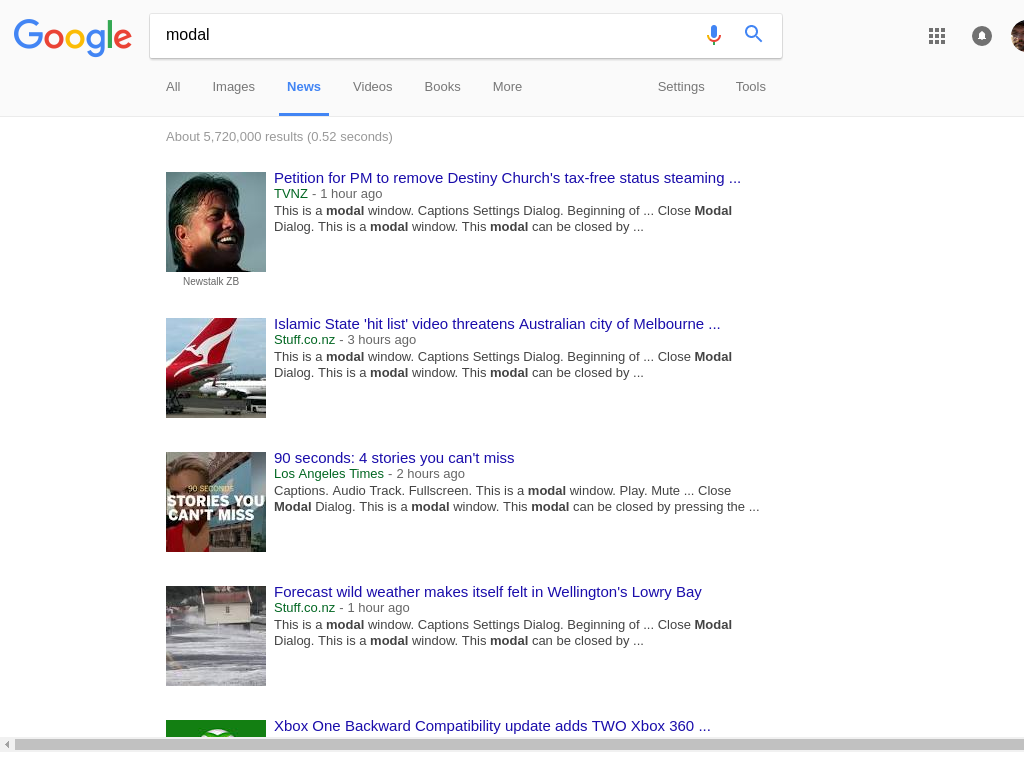 Google
modal
All Images News Videos Books More Settings Tools
About 5,720,000 results (0.52 seconds)
Petition for PM to remove Destiny Church's tax-free status steaming ...
TVNZ - 1 hour ago
This is a modal window. Captions Settings Dialog. Beginning of ... Close Modal
Dialog. This is a modal window. This modal can be closed by ...
Newstalk ZB
Islamic State 'hit list' video threatens Australian city of Melbourne ...
Stuff.co.nz - 3 hours ago
This is a modal window. Captions Settings Dialog. Beginning of ... Close Modal
Dialog. This is a modal window. This modal can be closed by ...
90 seconds: 4 stories you can't miss
Los Angeles Times - 2 hours ago
Captions. Audio Track. Fullscreen. This is a modal window. Play. Mute ... Close
Modal Dialog. This is a modal window. This modal can be closed by pressing the ...
90 SECONDS
STORIES YOU
CAN'T MISS
Forecast wild weather makes itself felt in Wellington's Lowry Bay
Stuff.co.nz - 1 hour ago
This is a modal window. Captions Settings Dialog. Beginning of ... Close Modal
Dialog. This is a modal window. This modal can be closed by ...
Xbox One Backward Compatibility update adds TWO Xbox 360 ...